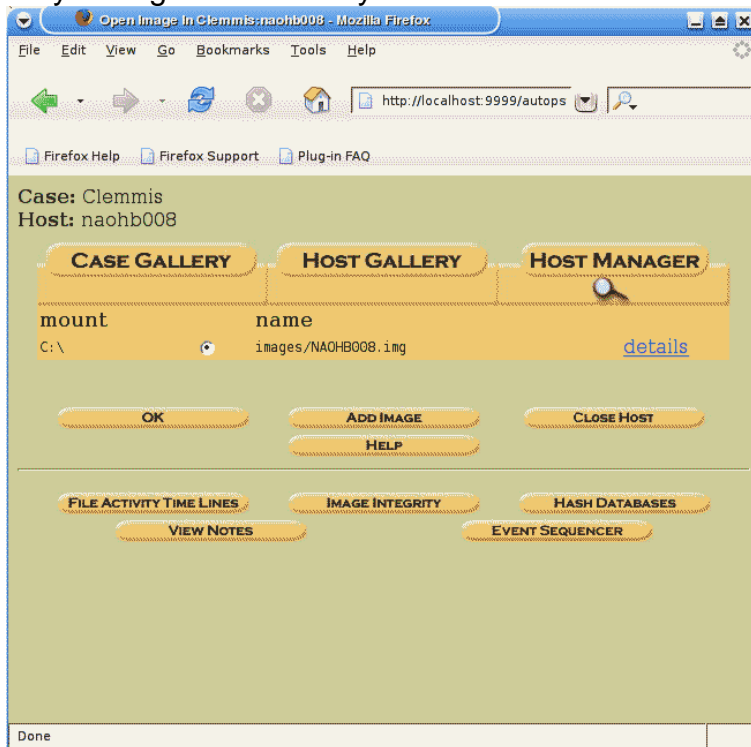 Open Image In Clemmis:naohb008 - Mozilla Firefox
File Edit View Go Bookmarks Tools Help
http://localhost:9999/autops
Firefox Help Firefox Support Plug-in FAQ
Case: Clemmis
Host: naohb008
CASE GALLERY HOST GALLERY HOST MANAGER
mount name
C:\ images/NAOHB008.img details
OK ADD IMAGE CLOSE HOST
HELP
FILE ACTIVITY TIME LINES IMAGE INTEGRITY HASH DATABASES
VIEW NOTES EVENT SEQUENCER
Done